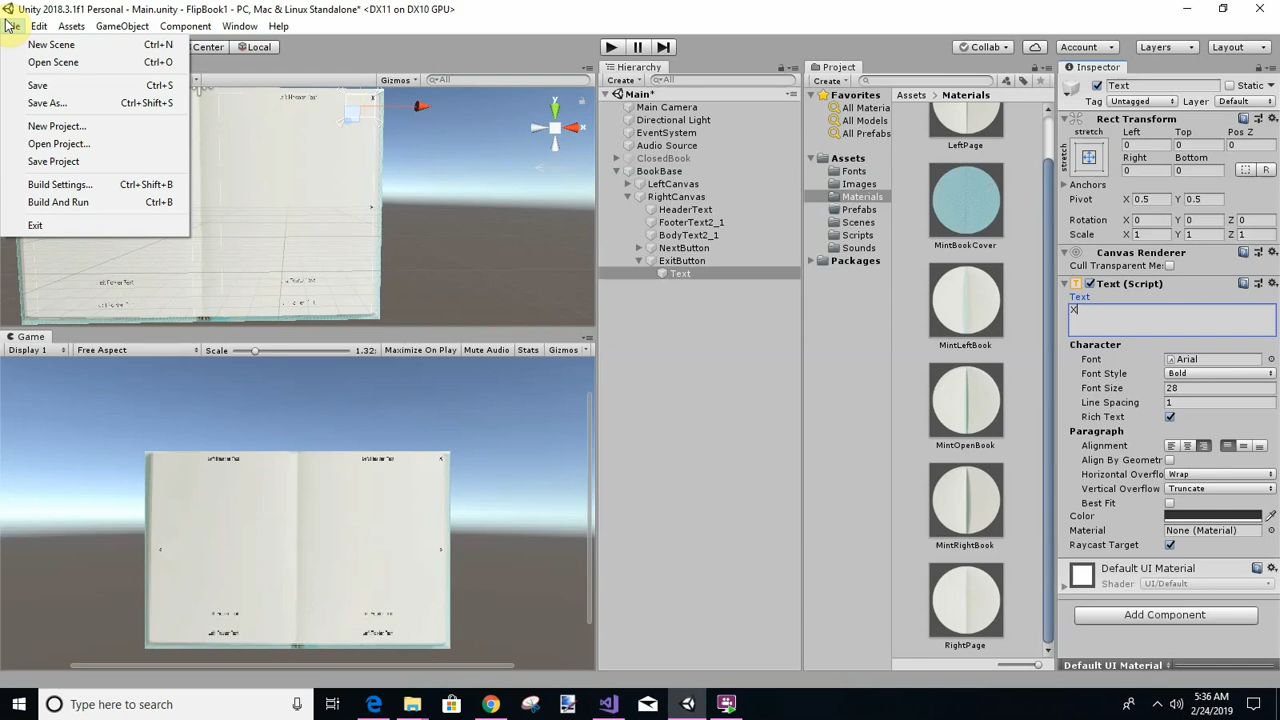 Unity 2018.3.1f1 Personal - Main.unity - FlipBook1 - PC, Mac & Linux Standalone* <DX11 on DX10 GPU>
Edit Assets GameObject Component Window Help
New Scene Ctrl+N
Open Scene Ctrl+O
Save Ctrl+S
Save As... Ctrl+Shift+S
New Project...
Open Project...
Save Project
Build Settings... Ctrl+Shift+B
Build And Run Ctrl+B
Exit
Center Local
Collab Account Layers Layout
Gizmos All
Hierarchy
Create All
Main*
Main Camera
Directional Light
EventSystem
Audio Source
ClosedBook
BookBase
LeftCanvas
RightCanvas
HeaderText
FooterText2_1
BodyText2_1
NextButton
ExitButton
Text
Project
Create
Favorites
All Materia
All Models
All Prefabs
Assets
Fonts
Images
Materials
Prefabs
Scenes
Scripts
Sounds
Packages
Assets Materials
LeftPage
MintBookCover
MintLeftBook
MintOpenBook
MintRightBook
RightPage
Inspector
Text Static
Tag Untagged Layer Default
Rect Transform
stretch Left Top Pos Z
stretch 0 0 0
Right Bottom
0 0 R
Anchors
Pivot X 0.5 Y 0.5
Rotation X 0 Y 0 Z 0
Scale X 1 Y 1 Z 1
Canvas Renderer
Cull Transparent Me
Text (Script)
Text
X
Character
Font Arial
Font Style Bold
Font Size 28
Line Spacing 1
Rich Text
Paragraph
Alignment
Align By Geometr
Horizontal Overflo Wrap
Vertical Overflow Truncate
Best Fit
Color
Material None (Material)
Raycast Target
Default UI Material
Shader UI/Default
Add Component
Default UI Material
Game
Display 1 Free Aspect Scale 1.32: Maximize On Play Mute Audio Stats Gizmos
Type here to search
5:36 AM
2/24/2019